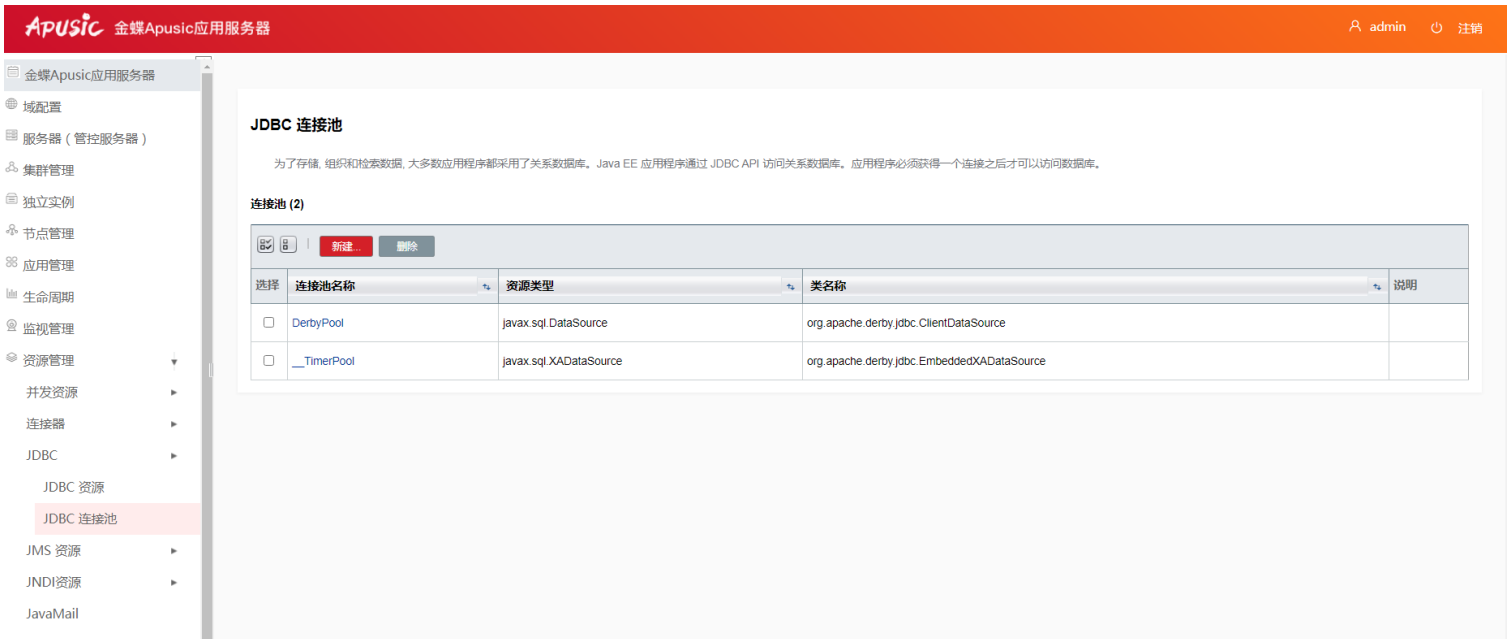 APUSIC 金蝶Apusic应用服务器
admin 注销
金蝶Apusic应用服务器
域配置
服务器 ( 管控服务器 )
集群管理
独立实例
节点管理
应用管理
生命周期
监视管理
资源管理
并发资源
连接器
JDBC
JDBC 资源
JDBC 连接池
JMS 资源
JNDI资源
JavaMail
JDBC 连接池
为了存储, 组织和检索数据, 大多数应用程序都采用了关系数据库。Java EE 应用程序通过 JDBC API 访问关系数据库。应用程序必须获得一个连接之后才可以访问数据库。
连接池 (2)
新建... 删除
选择 连接池名称 资源类型 类名称 说明
DerbyPool javax.sql.DataSource org.apache.derby.jdbc.ClientDataSource
__TimerPool javax.sql.XADataSource org.apache.derby.jdbc.EmbeddedXADataSource